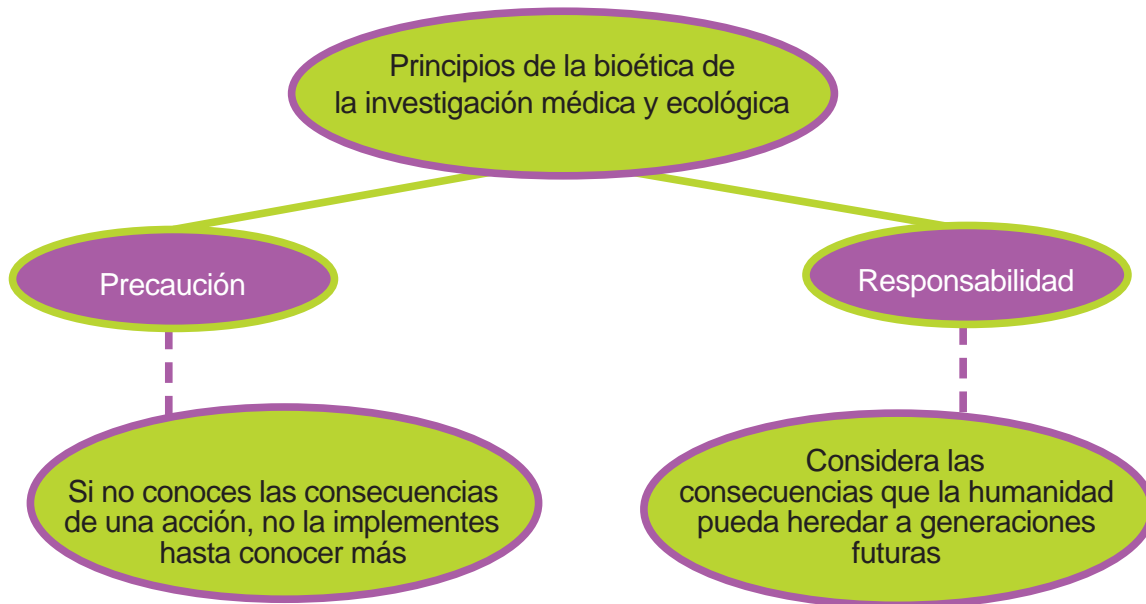 Principios de la bioética de
la investigación médica y ecológica
Precaución
Responsabilidad
Si no conoces las consecuencias
de una acción, no la implementes
hasta conocer más
Considera las
consecuencias que la humanidad
pueda heredar a generaciones
futuras